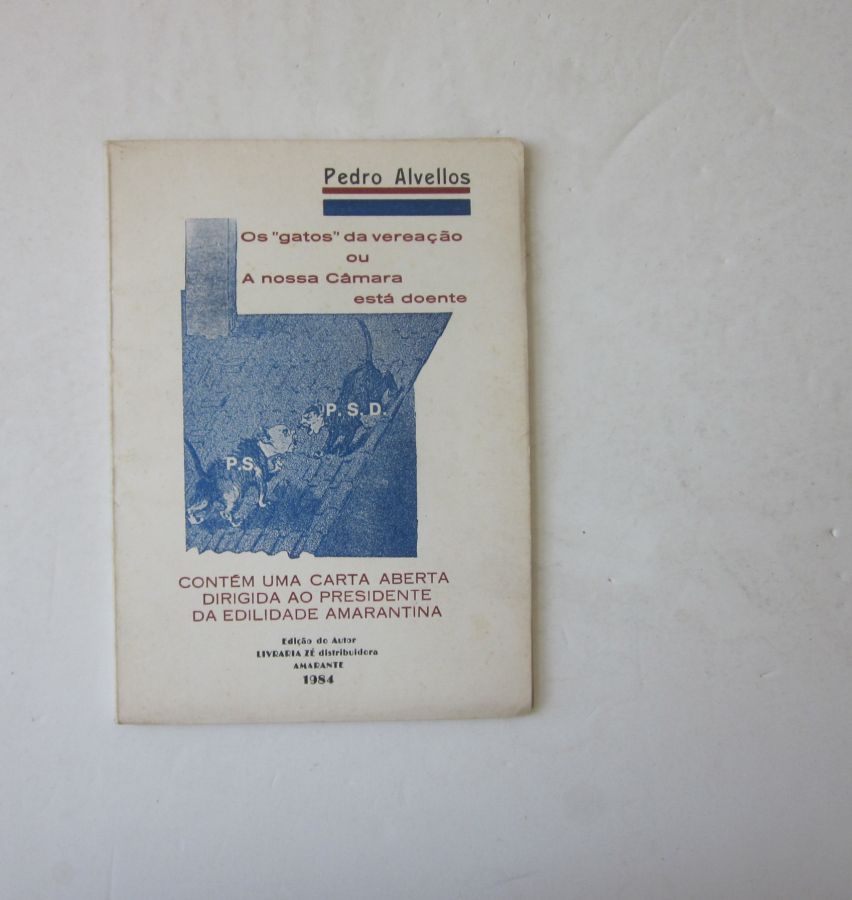 Pedro Alvellos
Os "gatos" da vereação
ou
A nossa Câmara
está doente
P. S. D.
P.S.
CONTÉM UMA CARTA ABERTA
DIRIGIDA AO PRESIDENTE
DA EDILIDADE AMARANTINA
Edição do Autor
LIVRARIA ZÉ distribuidora
AMARANTE
1984